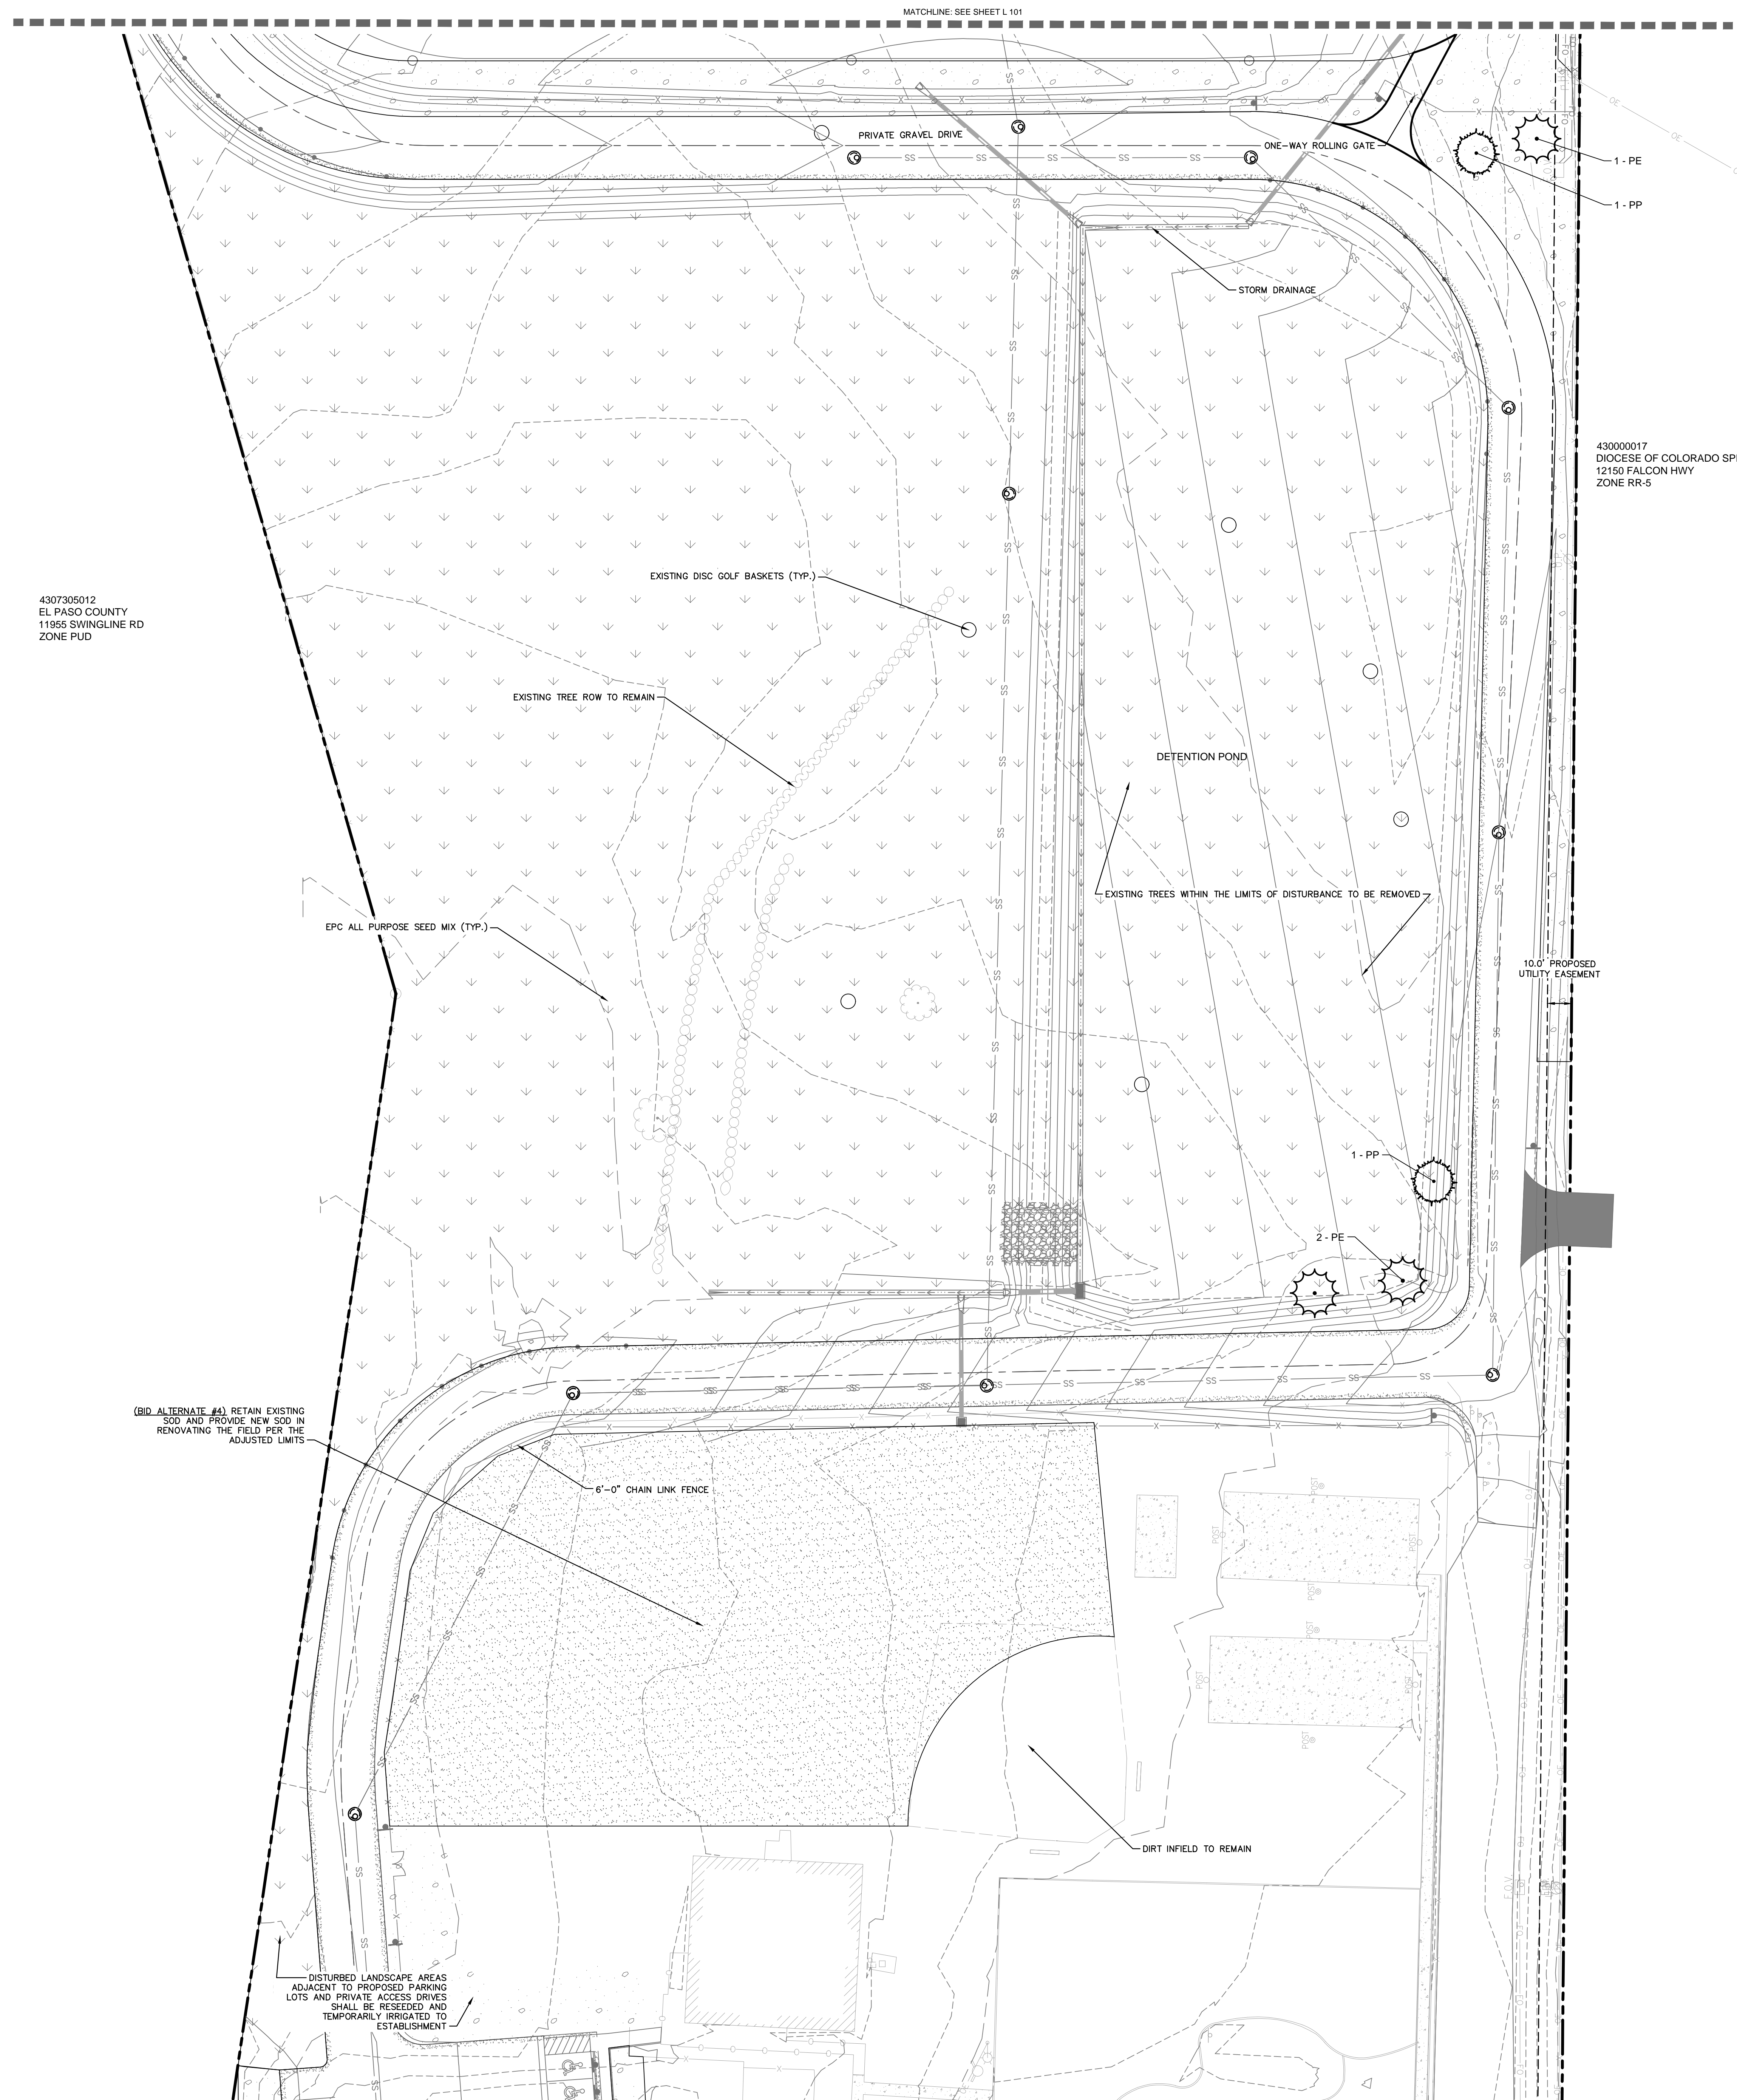 MATCHLINE: SEE SHEET L 101
PRIVATE GRAVEL DRIVE
ONE-WAY ROLLING GATE
1 - PE
1 - PP
STORM DRAINAGE
430000017
DIOCESE OF COLORADO
12150 FALCON HWY
ZONE RR-5
EXISTING DISC GOLF BASKETS (TYP.)
4307305012
EL PASO COUNTY
11955 SWINGLINE RD
ZONE PUD
EXISTING TREE ROW TO REMAIN
DETENTION POND
EXISTING TREES WITHIN THE LIMITS OF DISTURBANCE TO BE REMOVED
EPC ALL PURPOSE SEED MIX (TYP.)
10.0' PROPOSED
UTILITY EASEMENT
1 - PP
2 - PE
(BID ALTERNATE #4) RETAIN EXISTING
SOD AND PROVIDE NEW SOD IN
RENOVATING THE FIELD PER THE
ADJUSTED LIMITS
6'-0" CHAIN LINK FENCE
DIRT INFIELD TO REMAIN
DISTURBED LANDSCAPE AREAS
ADJACENT TO PROPOSED PARKING
LOTS AND PRIVATE ACCESS DRIVES
SHALL BE RESEEDED AND
TEMPORARILY IRRIGATED TO
ESTABLISHMENT